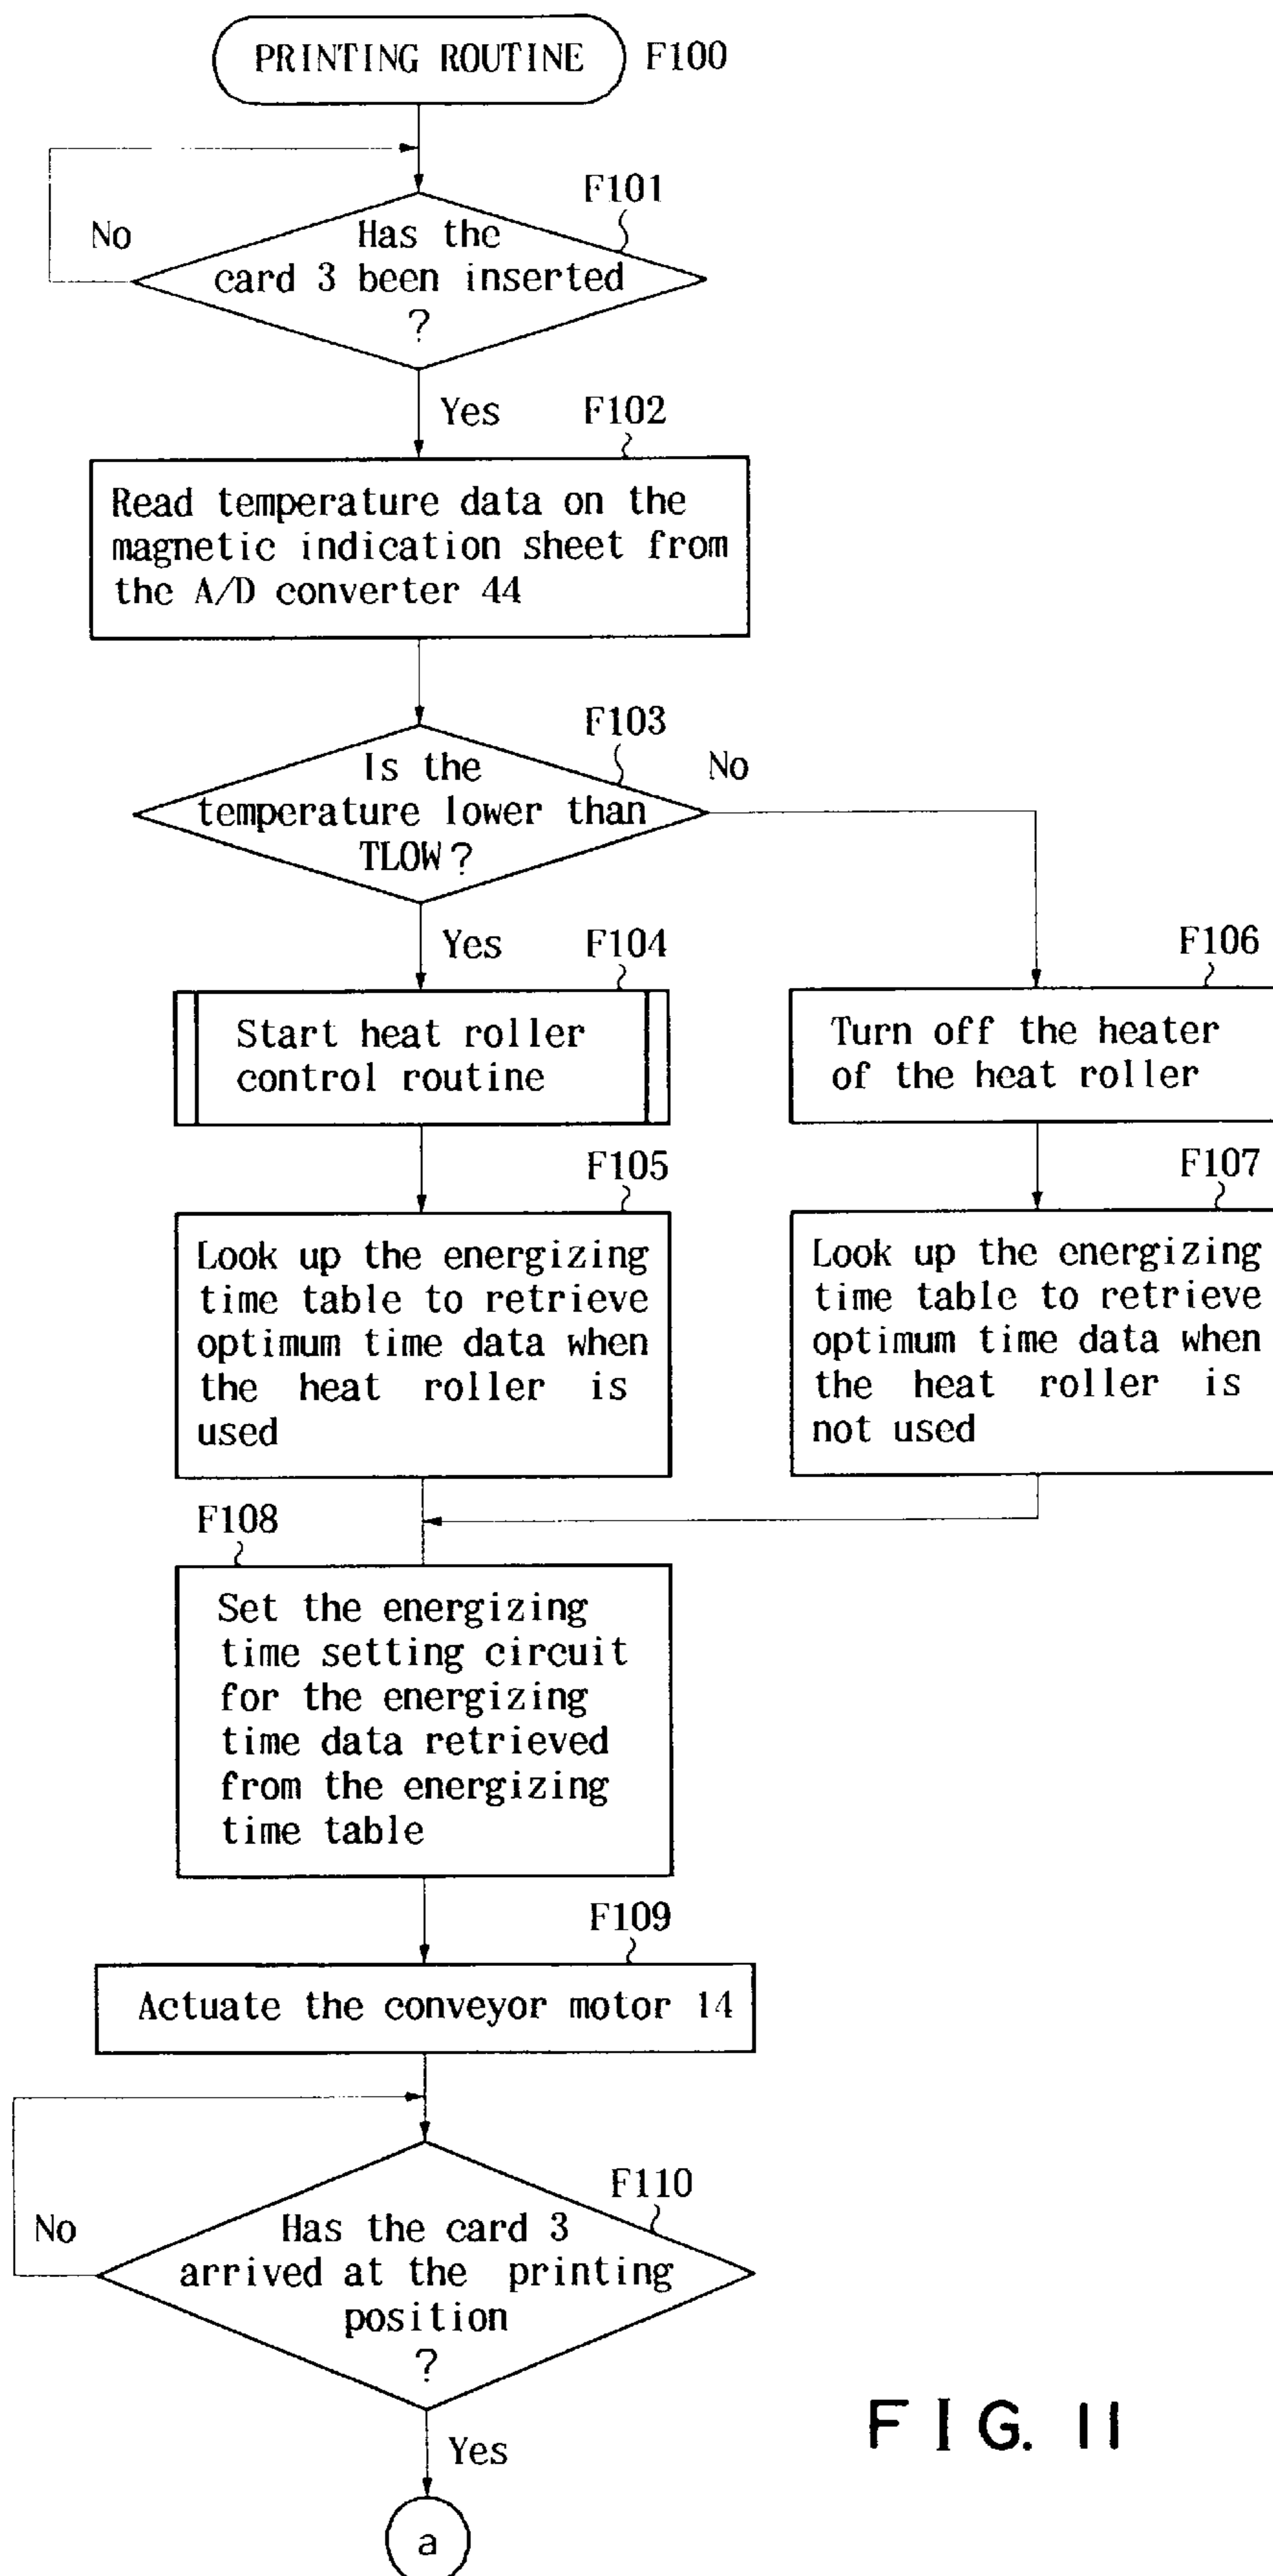 PRINTING ROUTINE F100
F101
No
Has the
card 3 been inserted
?
Yes
F102
Read temperature data on the
magnetic indication sheet from
the A/D converter 44
F103
No
Is the
temperature lower than
TLOW?
Yes
F104
Start heat roller
control routine
F106
Turn off the heater
of the heat roller
F105
Look up the energizing
time table to retrieve
optimum time data when
the heat roller is
used
F107
Look up the energizing
time table to retrieve
optimum time data when
the heat roller is
not used
F108
Set the energizing
time setting circuit
for the energizing
time data retrieved
from the energizing
time table
F109
Actuate the conveyor motor 14
F110
No
Has the card 3
arrived at the printing
position
?
Yes
a
FIG. 11